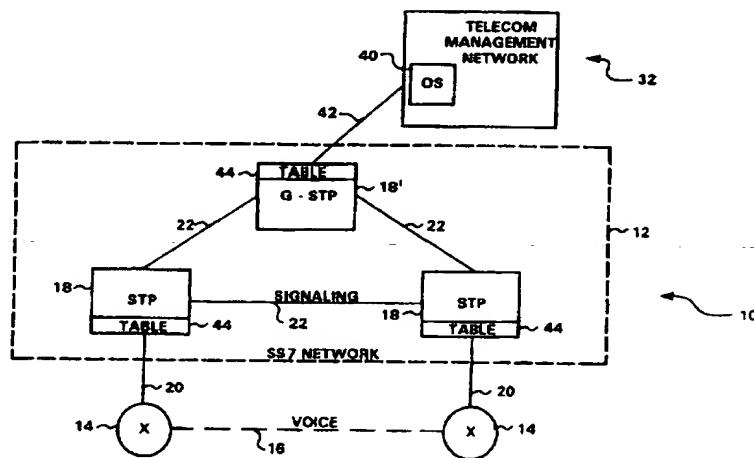 TELECOM
MANAGEMENT
NETWORK
40
OS
32
42
44
TABLE
G - STP
18'
22
22
12
18
STP
SIGNALING
22
18
STP
10
TABLE
44
TABLE
44
SS7 NETWORK
20
20
14
X
VOICE
16
X
14